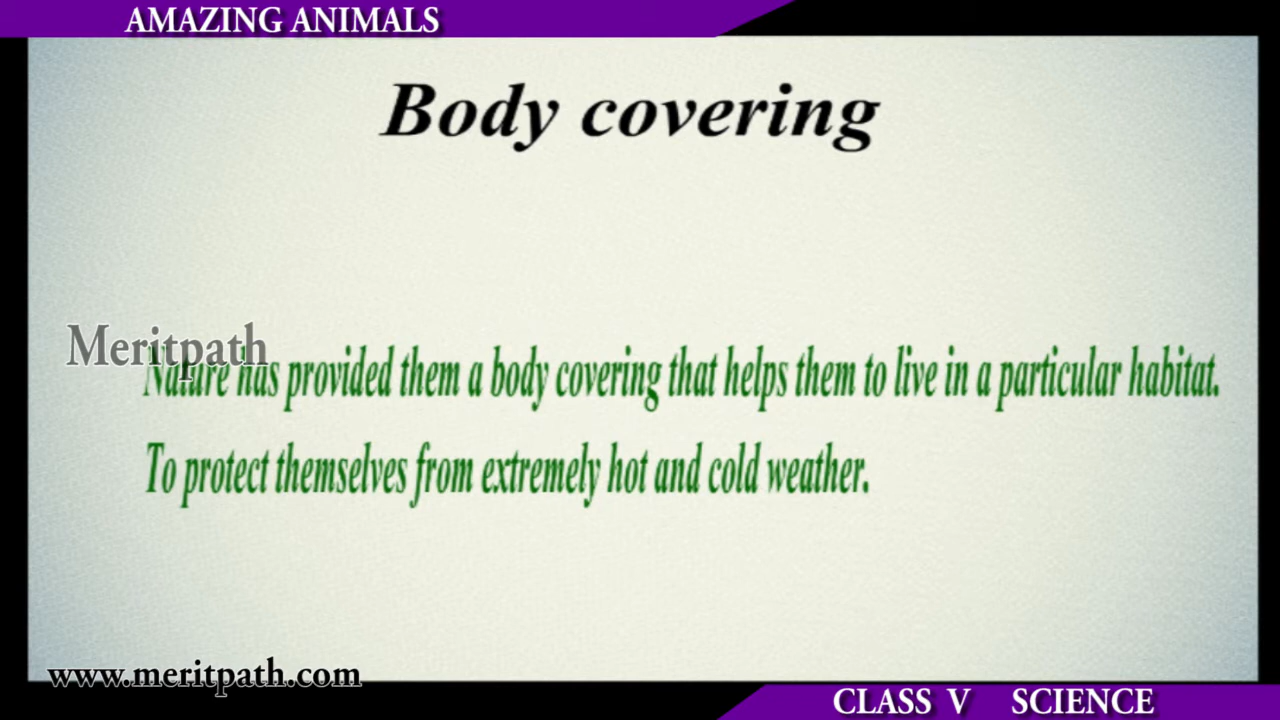 AMAZING ANIMALS
Body covering
Meritpath
Nature has provided them a body covering that helps them to live in a particular habitat.
To protect themselves from extremely hot and cold weather.
www.meritpath.com
CLASS V SCIENCE